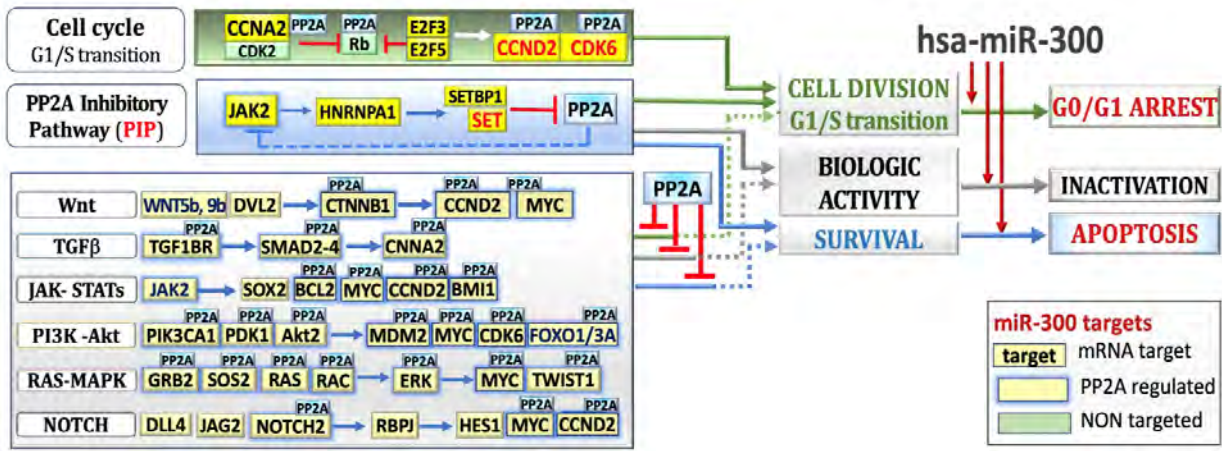 Cell cycle
G1/S transition
CCNA2 PP2A PP2A E2F3 PP2A PP2A
CDK2 Rb E2F5 CCND2 CDK6
hsa-miR-300
PP2A Inhibitory
Pathway (PIP)
JAK2 HNRNPA1 SETBP1 SET PP2A
CELL DIVISION
G1/S transition
G0/G1 ARREST
BIOLOGIC
ACTIVITY
INACTIVATION
SURVIVAL
APOPTOSIS
PP2A
PP2A PP2A PP2A
Wnt WNT5b, 9b DVL2 CTNNB1 CCND2 MYC
PP2A PP2A
TGFβ TGF1BR SMAD2-4 CNNA2
PP2A PP2A PP2A PP2A
JAK- STATs JAK2 SOX2 BCL2 MYC CCND2 BMI1
PP2A PP2A PP2A PP2A PP2A PP2A PP2A
PI3K -Akt PIK3CA1 PDK1 Akt2 MDM2 MYC CDK6 FOXO1/3A
PP2A PP2A PP2A PP2A PP2A PP2A PP2A
RAS-MAPK GRB2 SOS2 RAS RAC ERK MYC TWIST1
PP2A PP2A PP2A
NOTCH DLL4 JAG2 NOTCH2 RBPJ HES1 MYC CCND2
miR-300 targets
target mRNA target
PP2A regulated
NON targeted